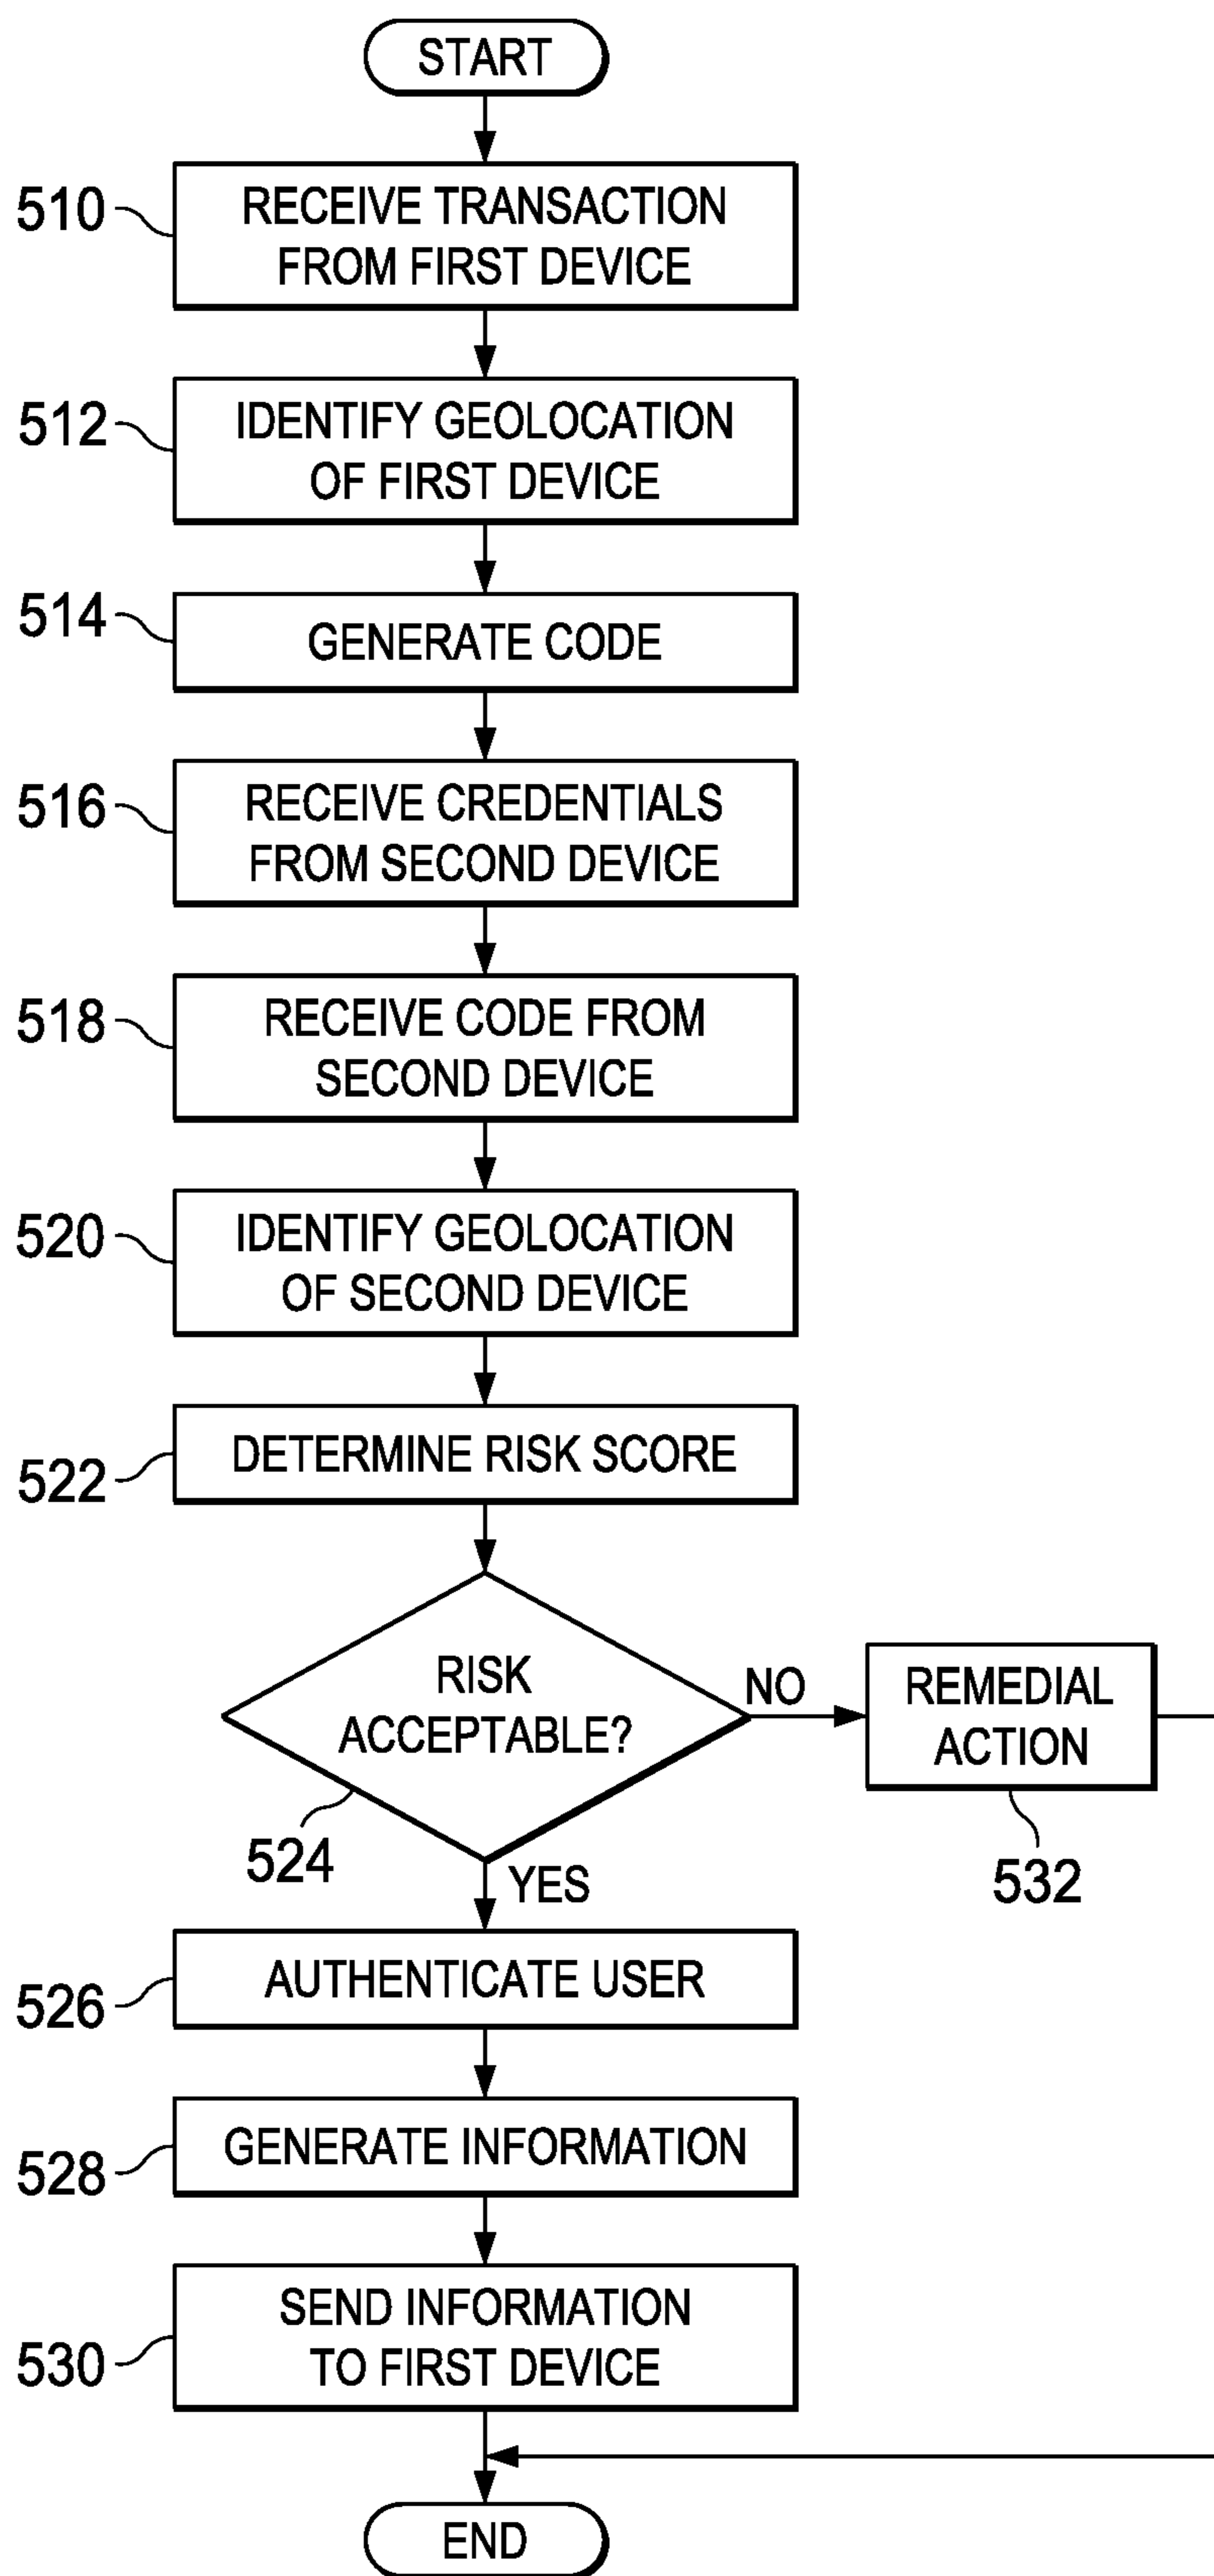 START
510
RECEIVE TRANSACTION
FROM FIRST DEVICE
512
IDENTIFY GEOLOCATION
OF FIRST DEVICE
514
GENERATE CODE
516
RECEIVE CREDENTIALS
FROM SECOND DEVICE
518
RECEIVE CODE FROM
SECOND DEVICE
520
IDENTIFY GEOLOCATION
OF SECOND DEVICE
522
DETERMINE RISK SCORE
RISK
ACCEPTABLE?
524
NO
REMEDIAL
ACTION
532
YES
526
AUTHENTICATE USER
528
GENERATE INFORMATION
530
SEND INFORMATION
TO FIRST DEVICE
END